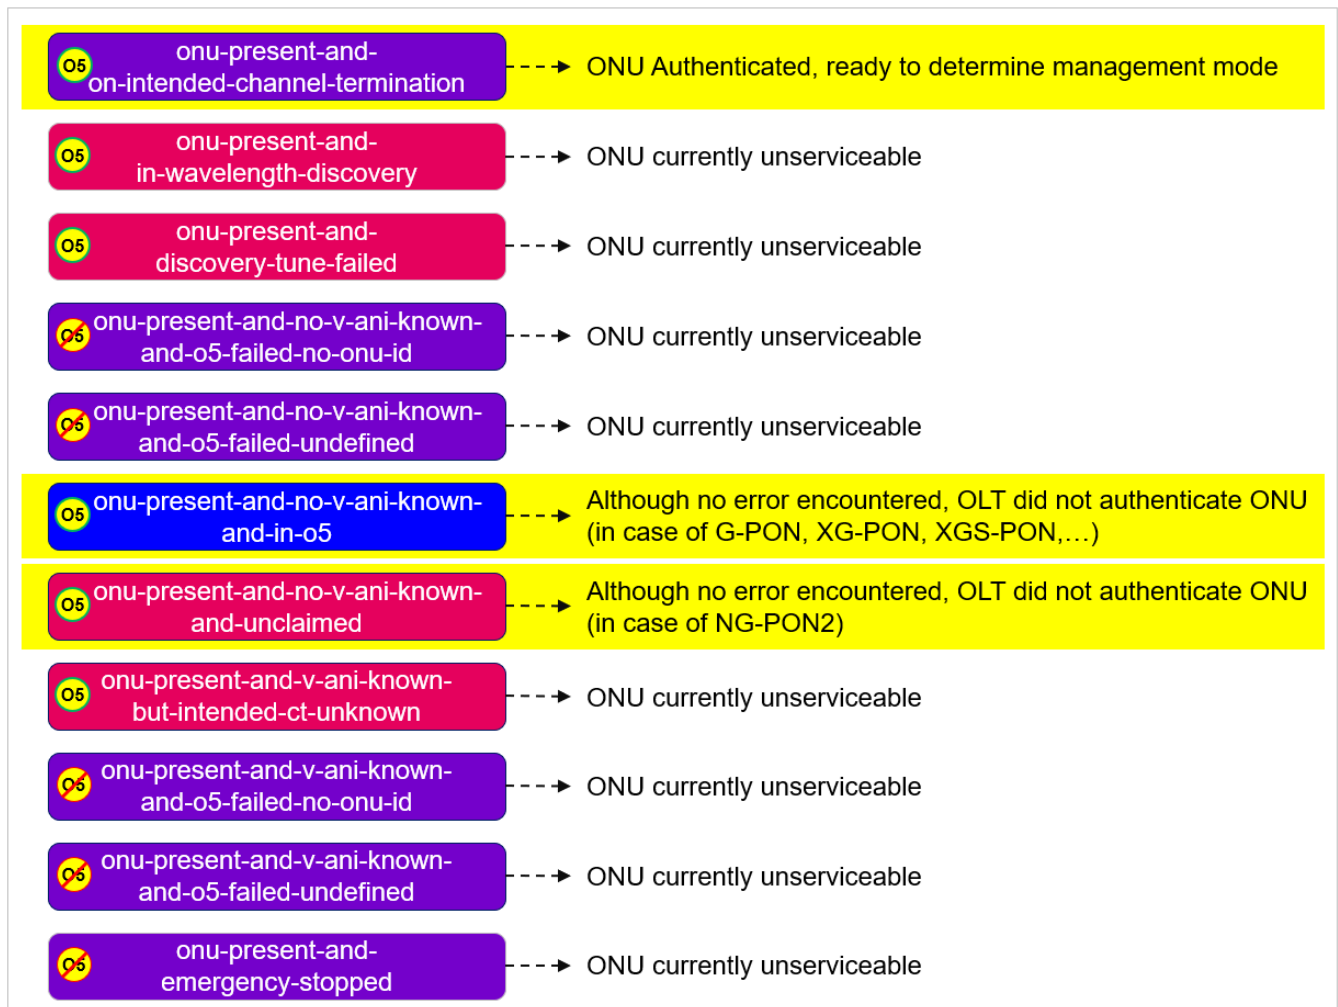 O5
onu-present-and-
on-intended-channel-termination
ONU Authenticated, ready to determine management mode
O5
onu-present-and-
in-wavelength-discovery
ONU currently unserviceable
O5
onu-present-and-
discovery-tune-failed
ONU currently unserviceable
O5
onu-present-and-no-v-ani-known-
and-o5-failed-no-onu-id
ONU currently unserviceable
O5
onu-present-and-no-v-ani-known-
and-o5-failed-undefined
ONU currently unserviceable
O5
onu-present-and-no-v-ani-known-
and-in-o5
Although no error encountered, OLT did not authenticate ONU
(in case of G-PON, XG-PON, XGS-PON,...)
O5
onu-present-and-no-v-ani-known-
and-unclaimed
Although no error encountered, OLT did not authenticate ONU
(in case of NG-PON2)
O5
onu-present-and-v-ani-known-
but-intended-ct-unknown
ONU currently unserviceable
O5
onu-present-and-v-ani-known-
and-o5-failed-no-onu-id
ONU currently unserviceable
O5
onu-present-and-v-ani-known-
and-o5-failed-undefined
ONU currently unserviceable
O5
onu-present-and-
emergency-stopped
ONU currently unserviceable